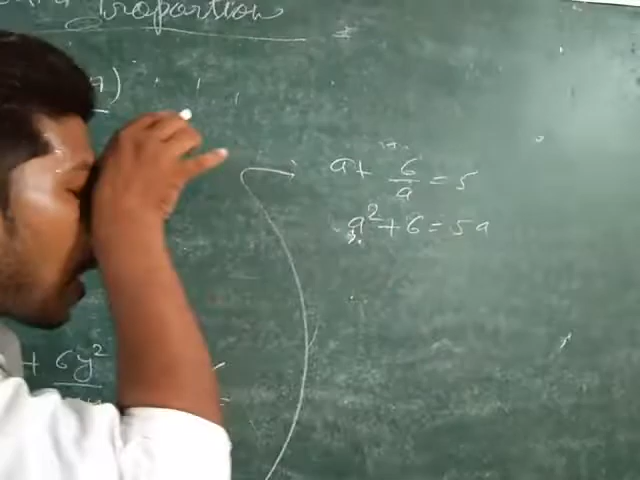 Proportion
a + 6/a = 5
a² + 6 = 5a
+ 6y²